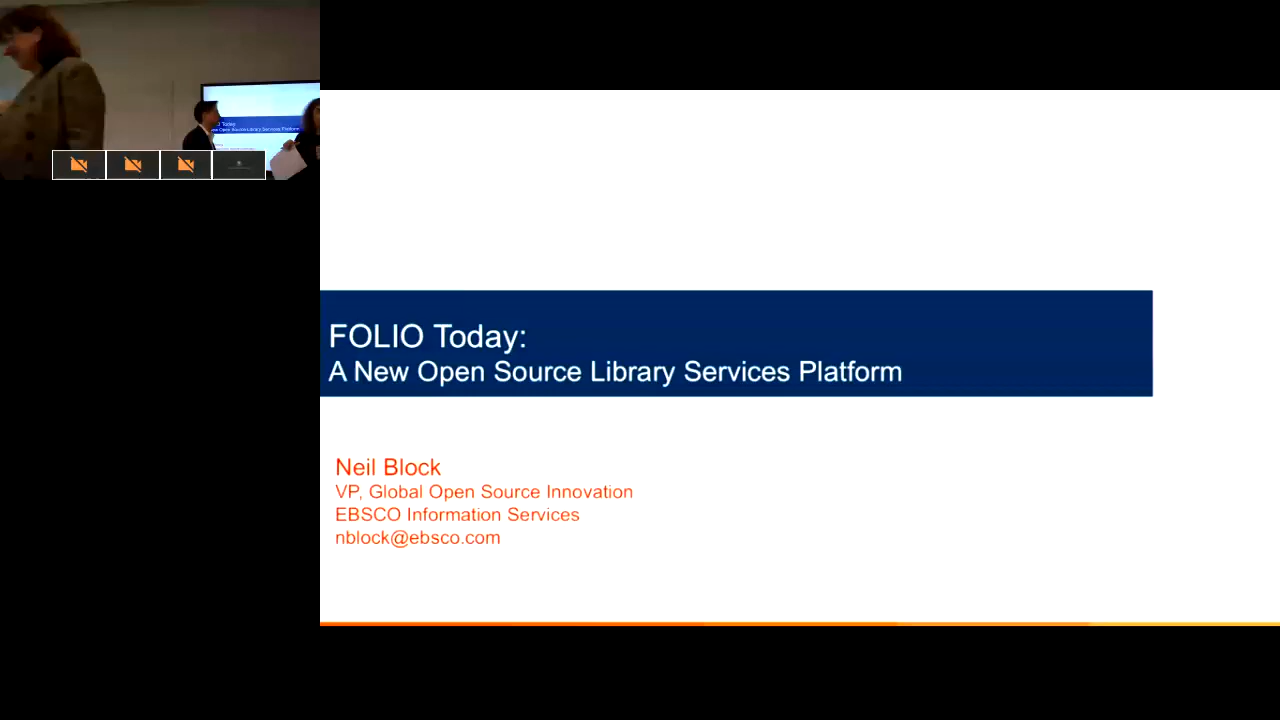 FOLIO Today:
A New Open Source Library Services Platform
Neil Block
VP, Global Open Source Innovation
EBSCO Information Services
nblock@ebsco.com